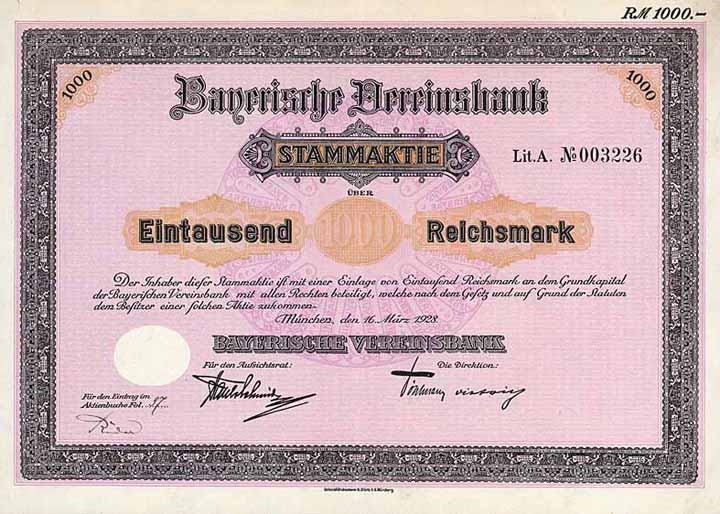 RM 1000.-
1000
1000
Bayerische Vereinsbank
STAMMAKTIE
Lit. A. № 003226
ÜBER
Eintausend 1000 Reichsmark
Der Inhaber dieſer Stammaktie iſt mit einer Einlage von Eintauſend Reichsmark an dem Grundkapital
der Bayeriſchen Vereinsbank mit allen Rechten beteiligt, welche nach dem Geſetz und auf Grund der Statuten
dem Beſitzer einer ſolchen Aktie zukommen.
München, den 16. März 1928.
BAYERISCHE VEREINSBANK
Für den Aufſichtsrat:
Die Direktion:
Für den Eintrag im
Aktienbuche Fol.